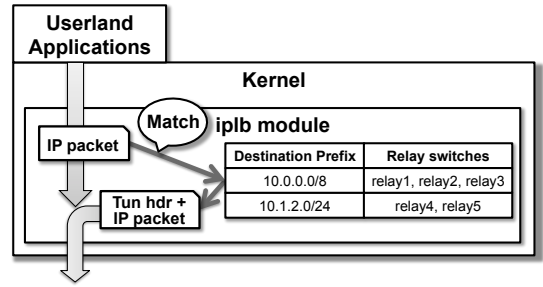 Userland
Applications
Kernel
Match
iplb module
IP packet
Destination Prefix Relay switches
10.0.0.0/8 relay1, relay2, relay3
10.1.2.0/24 relay4, relay5
Tun hdr +
IP packet